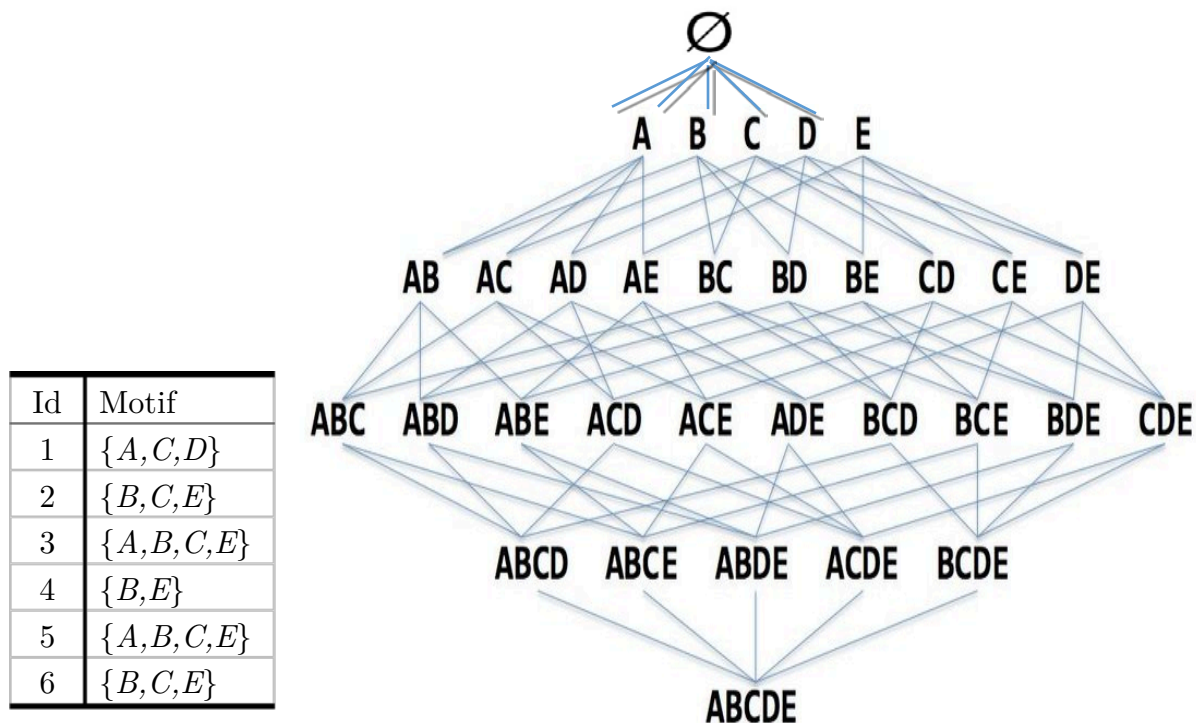 ∅
A B C D E
AB AC AD AE BC BD BE CD CE DE
ABC ABD ABE ACD ACE ADE BCD BCE BDE CDE
ABCD ABCE ABDE ACDE BCDE
ABCDE
Id Motif
1 {A,C,D}
2 {B,C,E}
3 {A,B,C,E}
4 {B,E}
5 {A,B,C,E}
6 {B,C,E}